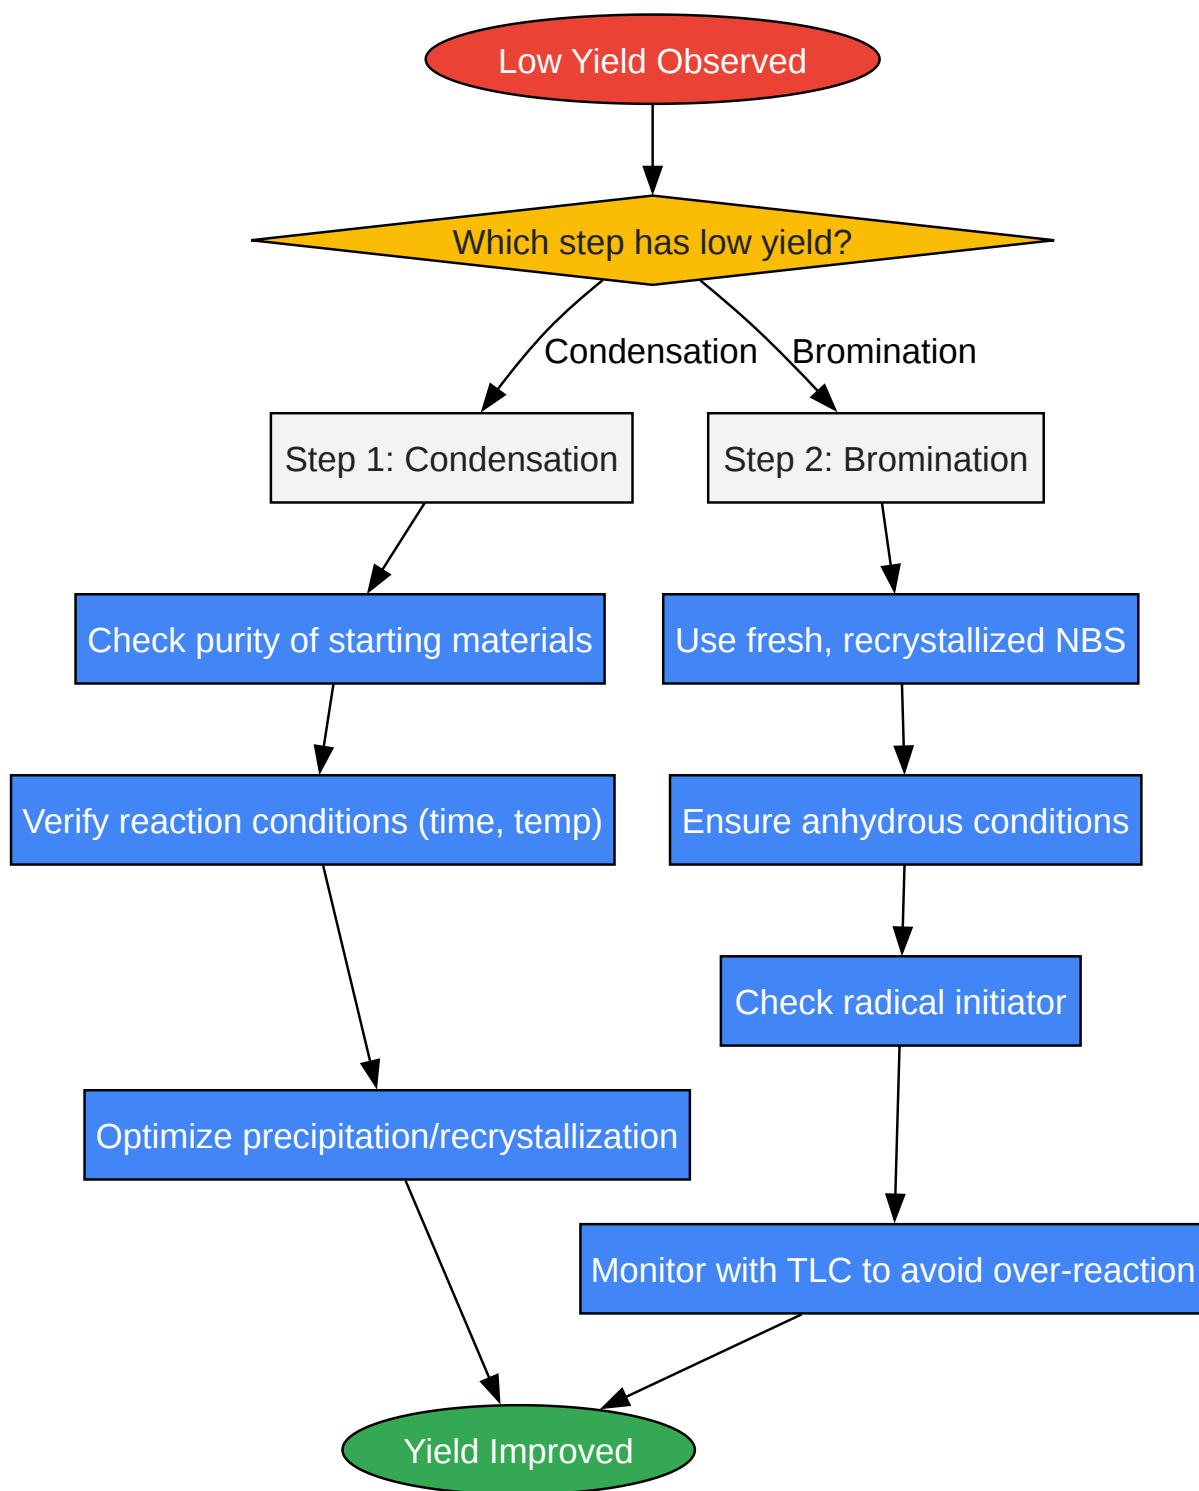 Low Yield Observed
Which step has low yield?
Condensation
Bromination
Step 1: Condensation
Step 2: Bromination
Check purity of starting materials
Use fresh, recrystallized NBS
Verify reaction conditions (time, temp)
Ensure anhydrous conditions
Check radical initiator
Optimize precipitation/recrystallization
Monitor with TLC to avoid over-reaction
Yield Improved